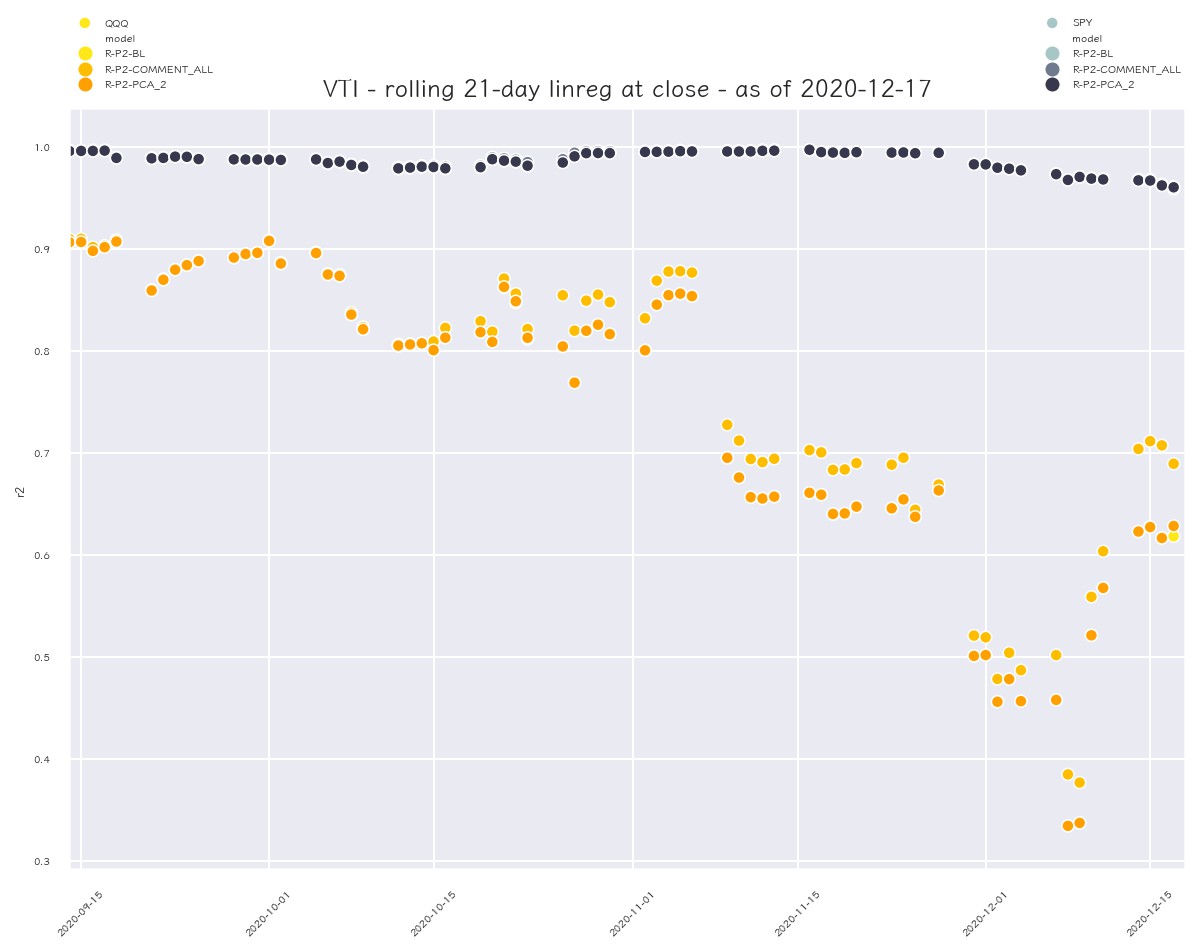 QQQ
model
R-P2-BL
R-P2-COMMENT_ALL
R-P2-PCA_2
SPY
model
R-P2-BL
R-P2-COMMENT_ALL
R-P2-PCA_2
VTI - rolling 21-day linreg at close - as of 2020-12-17
r2
1.0
0.9
0.8
0.7
0.6
0.5
0.4
0.3
2020-09-15
2020-10-01
2020-10-15
2020-11-01
2020-11-15
2020-12-01
2020-12-15